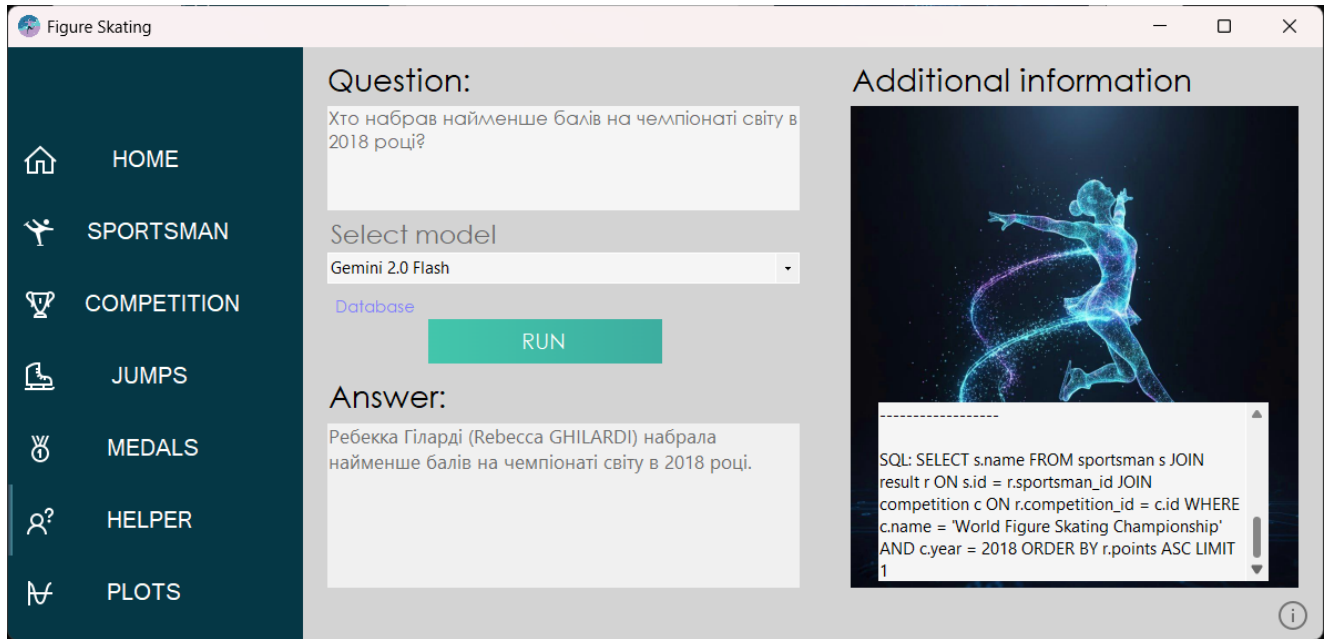 Figure Skating
HOME
SPORTSMAN
COMPETITION
JUMPS
MEDALS
HELPER
PLOTS
Question:
Хто набрав найменше балів на чемпіонаті світу в
2018 році?
Select model
Gemini 2.0 Flash
Database
RUN
Answer:
Ребекка Гіларді (Rebecca GHILARDI) набрала
найменше балів на чемпіонаті світу в 2018 році.
Additional information
------------------
SQL: SELECT s.name FROM sportsman s JOIN
result r ON s.id = r.sportsman_id JOIN
competition c ON r.competition_id = c.id WHERE
c.name = 'World Figure Skating Championship'
AND c.year = 2018 ORDER BY r.points ASC LIMIT
1